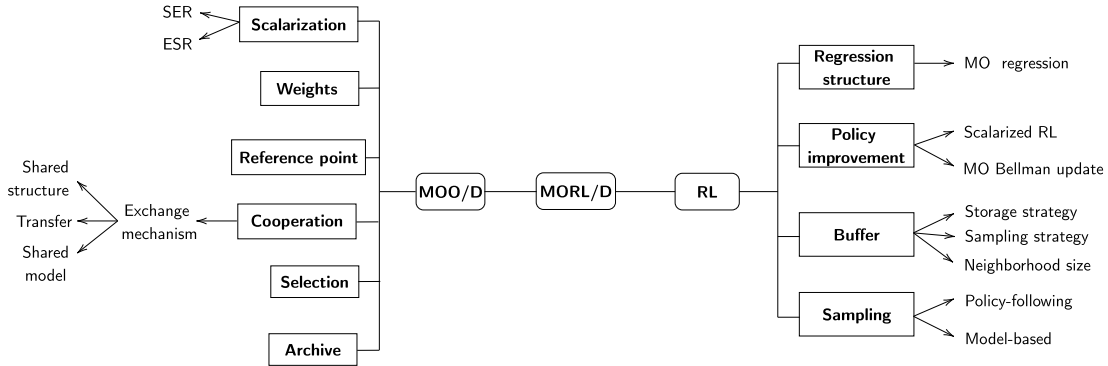 SER
ESR
Scalarization
Weights
Reference point
Shared
structure
Transfer
Shared
model
Exchange
mechanism
Cooperation
Selection
Archive
MOO/D
MORL/D
RL
Regression
structure
MO regression
Policy
improvement
Scalarized RL
MO Bellman update
Buffer
Storage strategy
Sampling strategy
Neighborhood size
Sampling
Policy-following
Model-based